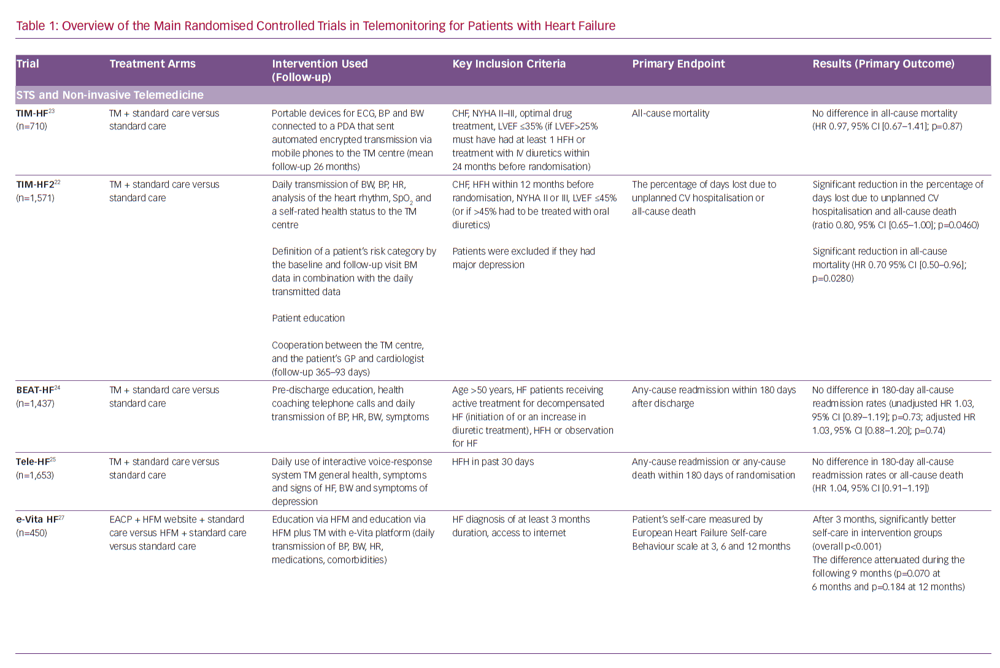 Table 1: Overview of the Main Randomised Controlled Trials in Telemonitoring for Patients with Heart Failure
Trial
Treatment Arms
Intervention Used
(Follow-up)
Key Inclusion Criteria
Primary Endpoint
Results (Primary Outcome)
STS and Non-invasive Telemedicine
TIM-HF23
(n=710)
TM + standard care versus
standard care
Portable devices for ECG, BP and BW
connected to a PDA that sent
automated encrypted transmission via
mobile phones to the TM centre (mean
follow-up 26 months)
CHF, NYHA II–III, optimal drug
treatment, LVEF ≤35% (if LVEF>25%
must have had at least 1 HFH or
treatment with IV diuretics within
24 months before randomisation)
All-cause mortality
No difference in all-cause mortality
(HR 0.97, 95% CI [0.67–1.41]; p=0.87)
TIM-HF222
(n=1,571)
TM + standard care versus
standard care
Daily transmission of BW, BP, HR,
analysis of the heart rhythm, SpO2 and
a self-rated health status to the TM
centre
Definition of a patient's risk category by
the baseline and follow-up visit BM
data in combination with the daily
transmitted data
Patient education
Cooperation between the TM centre,
and the patient's GP and cardiologist
(follow-up 365–93 days)
CHF, HFH within 12 months before
randomisation, NYHA II or III, LVEF ≤45%
(or if >45% had to be treated with oral
diuretics)
Patients were excluded if they had
major depression
The percentage of days lost due to
unplanned CV hospitalisation or
all-cause death
Significant reduction in the percentage of
days lost due to unplanned CV
hospitalisation and all-cause death
(ratio 0.80, 95% CI [0.65–1.00]; p=0.0460)
Significant reduction in all-cause
mortality (HR 0.70 95% CI [0.50–0.96];
p=0.0280)
BEAT-HF24
(n=1,437)
TM + standard care versus
standard care
Pre-discharge education, health
coaching telephone calls and daily
transmission of BP, HR, BW, symptoms
Age >50 years, HF patients receiving
active treatment for decompensated
HF (initiation of or an increase in
diuretic treatment), HFH or observation
for HF
Any-cause readmission within 180 days
after discharge
No difference in 180-day all-cause
readmission rates (unadjusted HR 1.03,
95% CI [0.89–1.19]; p=0.73; adjusted HR
1.03, 95% CI [0.88–1.20]; p=0.74)
Tele-HF25
(n=1,653)
TM + standard care versus
standard care
Daily use of interactive voice-response
system TM general health, symptoms
and signs of HF, BW and symptoms of
depression
HFH in past 30 days
Any-cause readmission or any-cause
death within 180 days of randomisation
No difference in 180-day all-cause
readmission rates or all-cause death
(HR 1.04, 95% CI [0.91–1.19])
e-Vita HF27
(n=450)
EACP + HFM website + standard
care versus HFM + standard care
versus standard care
Education via HFM and education via
HFM plus TM with e-Vita platform (daily
transmission of BP, BW, HR,
medications, comorbidities)
HF diagnosis of at least 3 months
duration, access to internet
Patient's self-care measured by
European Heart Failure Self-care
Behaviour scale at 3, 6 and 12 months
After 3 months, significantly better
self-care in intervention groups
(overall p<0.001)
The difference attenuated during the
following 9 months (p=0.070 at
6 months and p=0.184 at 12 months)